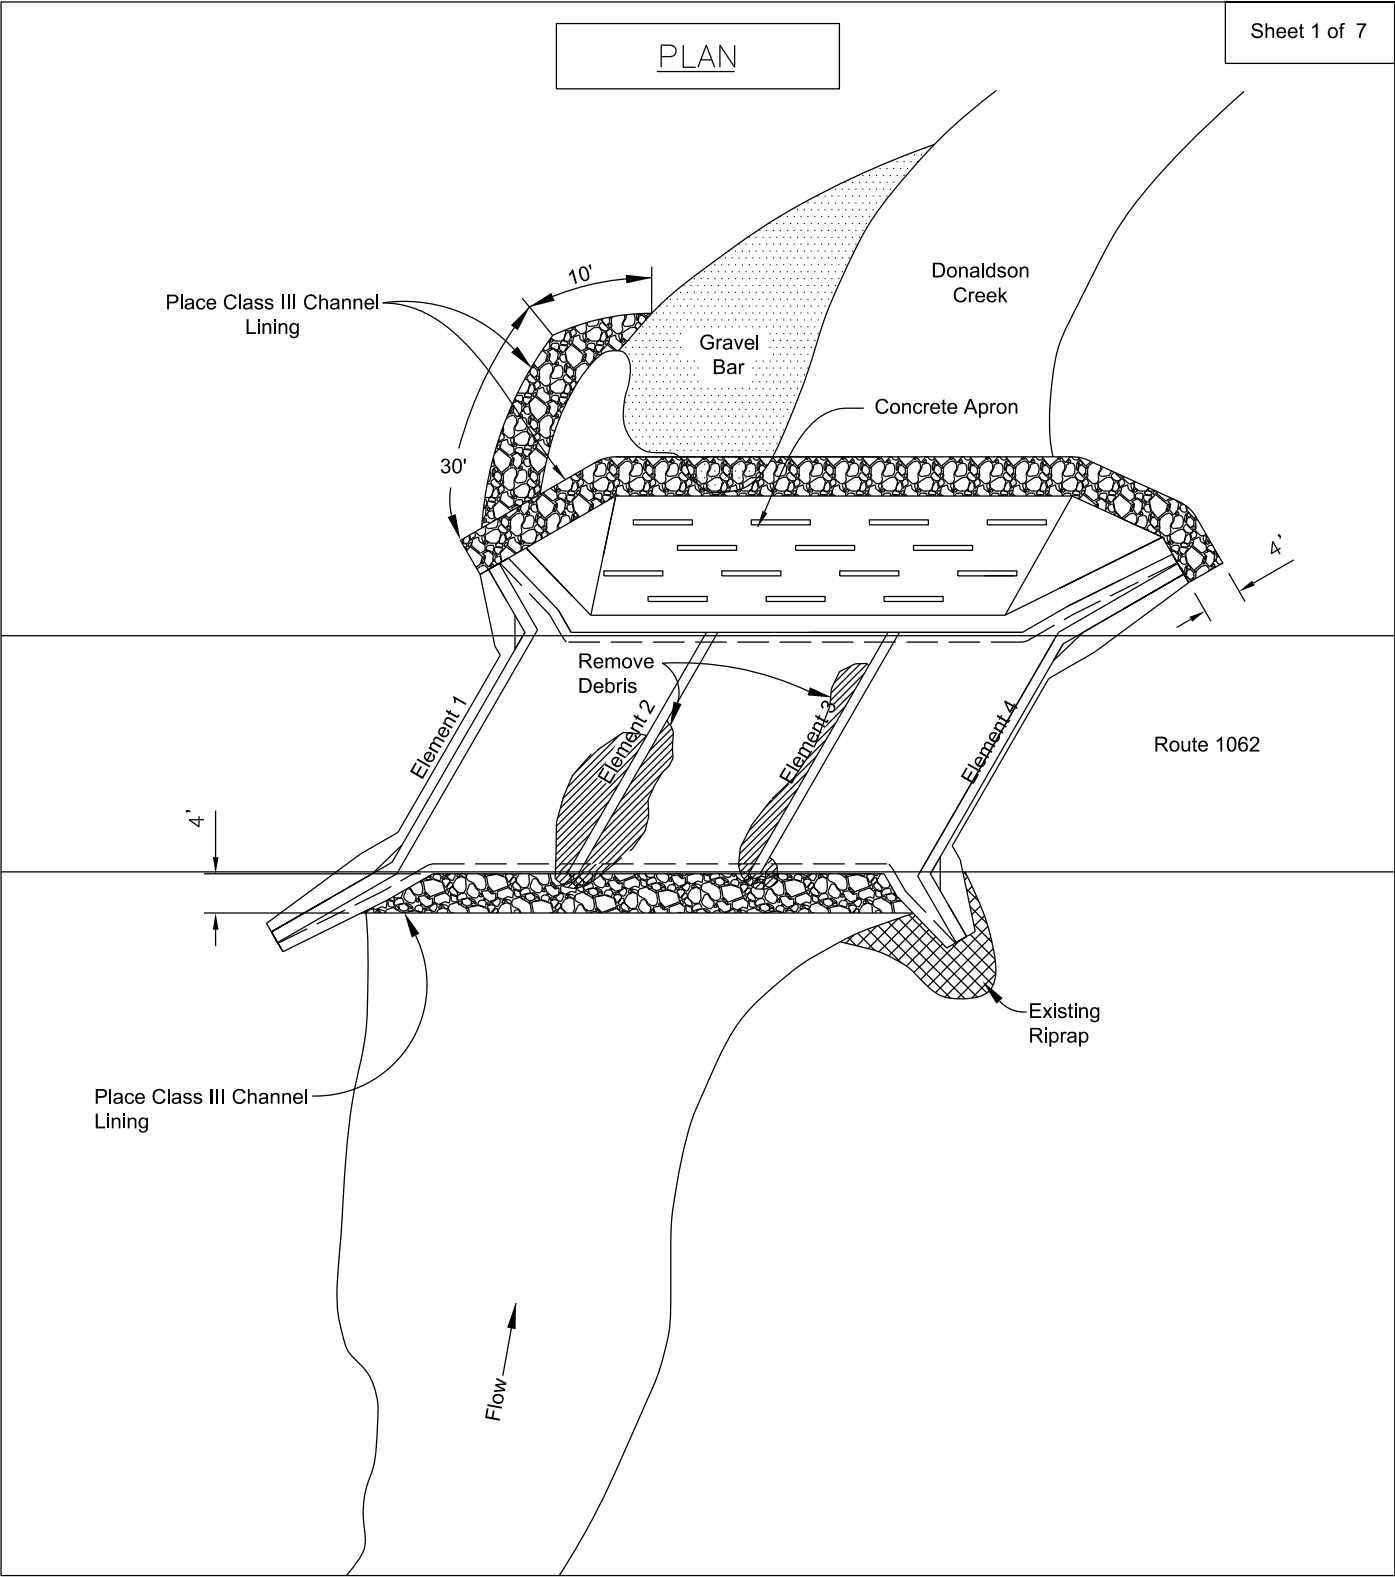 Sheet 1 of 7
PLAN
Donaldson
Creek
10'
Place Class III Channel
Lining
Gravel
Bar
Concrete Apron
30'
4'
Remove
Debris
Element 1
Element 2
Element 3
Element 4
Route 1062
4'
Existing
Riprap
Place Class III Channel
Lining
Flow